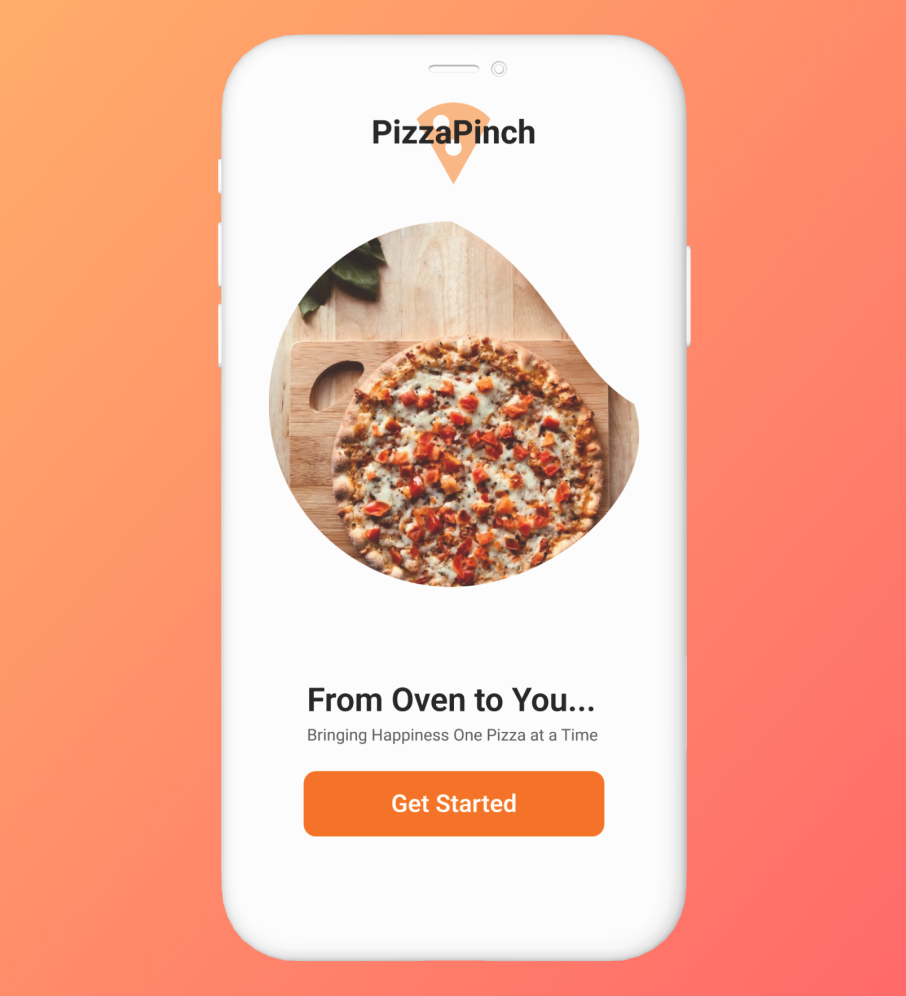 PizzaPinch
From Oven to You...
Bringing Happiness One Pizza at a Time
Get Started